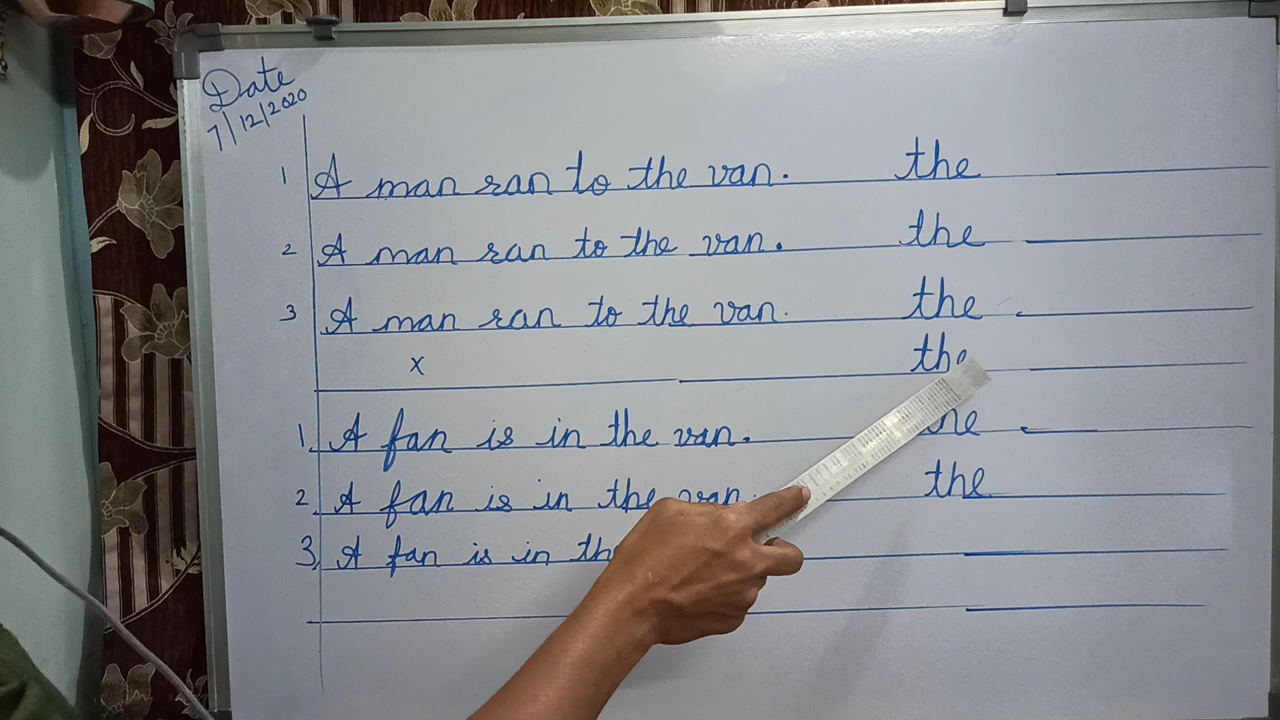 Date
7/12/2020
1 A man ran to the van. the
2 A man ran to the van. the
3 A man ran to the van. the
x the
1. A fan is in the van. the
2. A fan is in the van. the
3. A fan is in